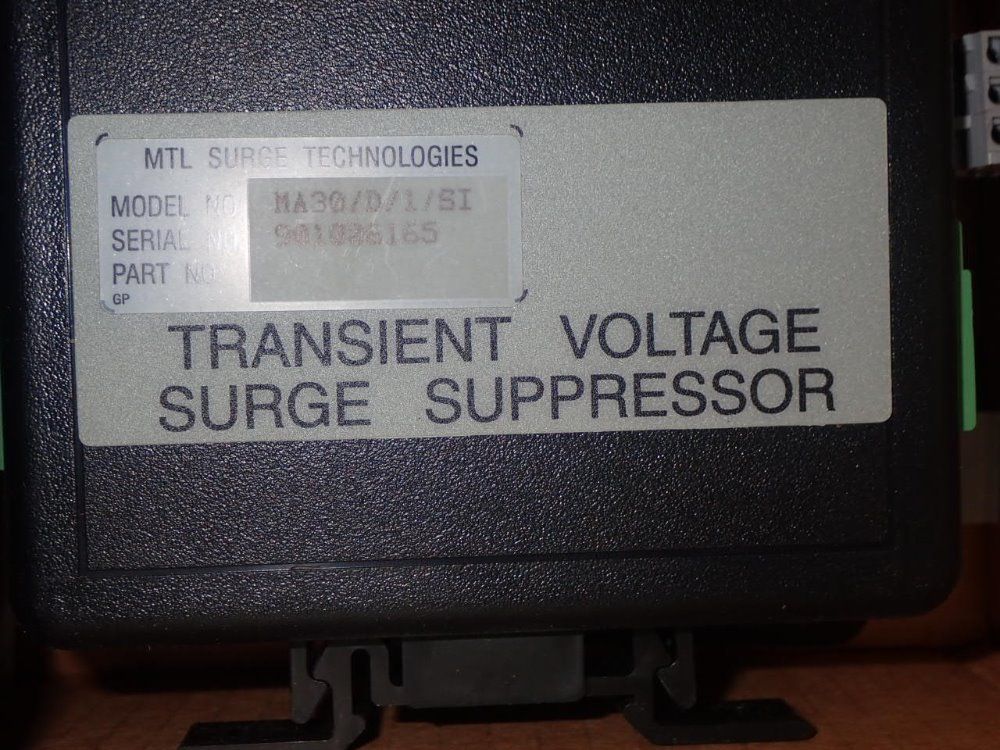 MTL SURGE TECHNOLOGIES
MODEL NO MA30/D/1/SI
SERIAL NO
PART NO
GP
TRANSIENT VOLTAGE
SURGE SUPPRESSOR